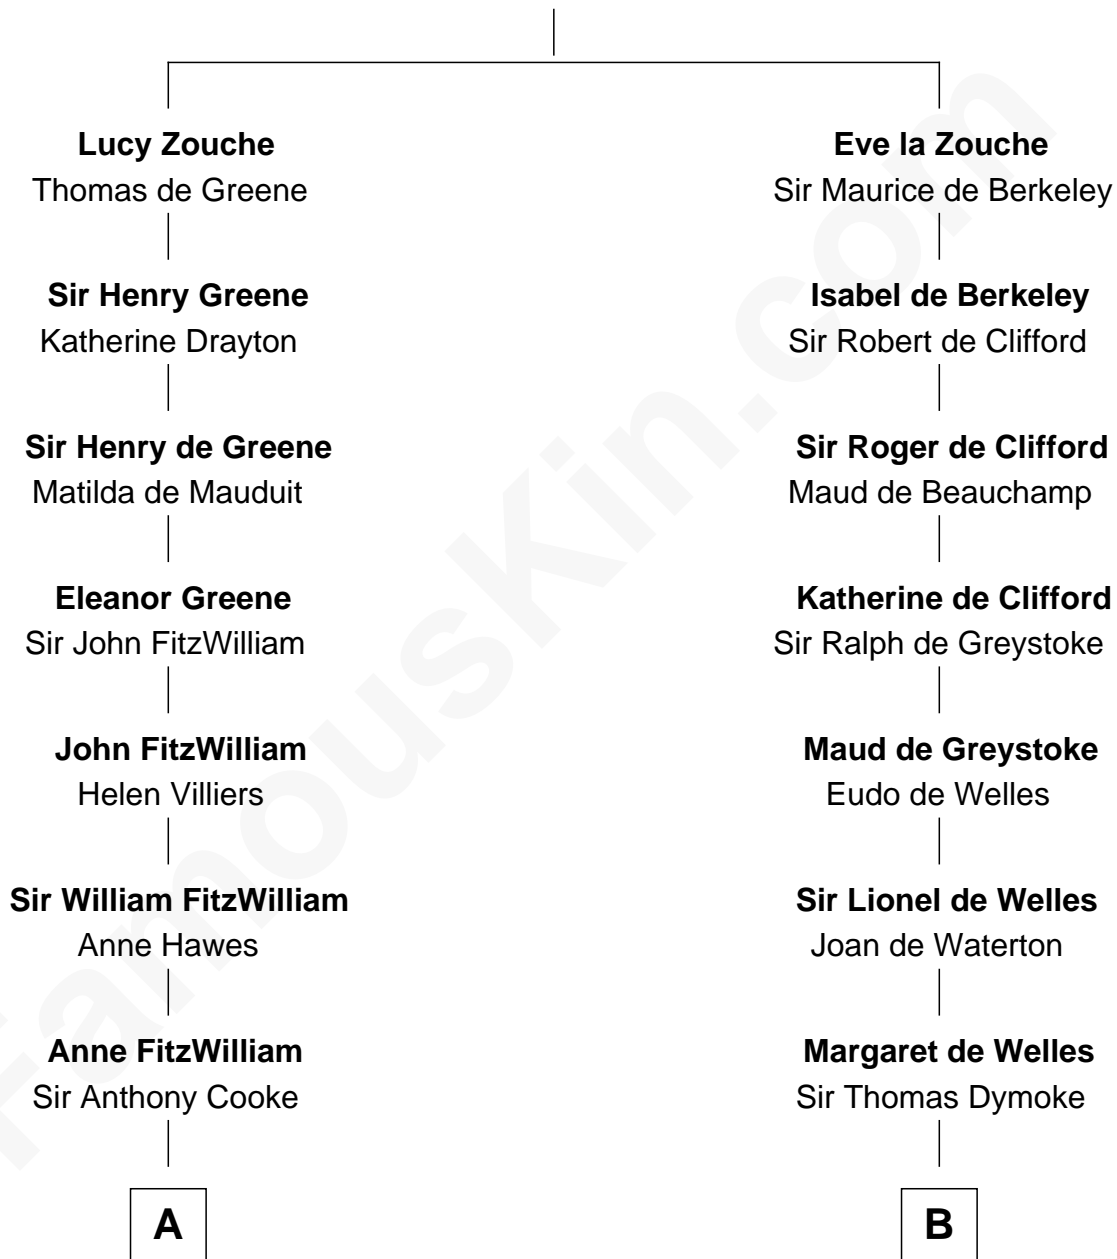 Lucy Zouche
Thomas de Greene
Sir Henry Greene
Katherine Drayton
Sir Henry de Greene
Matilda de Mauduit
Eleanor Greene
Sir John FitzWilliam
John FitzWilliam
Helen Villiers
Sir William FitzWilliam
Anne Hawes
Anne FitzWilliam
Sir Anthony Cooke
A
Eve la Zouche
Sir Maurice de Berkeley
Isabel de Berkeley
Sir Robert de Clifford
Sir Roger de Clifford
Maud de Beauchamp
Katherine de Clifford
Sir Ralph de Greystoke
Maud de Greystoke
Eudo de Welles
Sir Lionel de Welles
Joan de Waterton
Margaret de Welles
Sir Thomas Dymoke
B
FamousKin.com